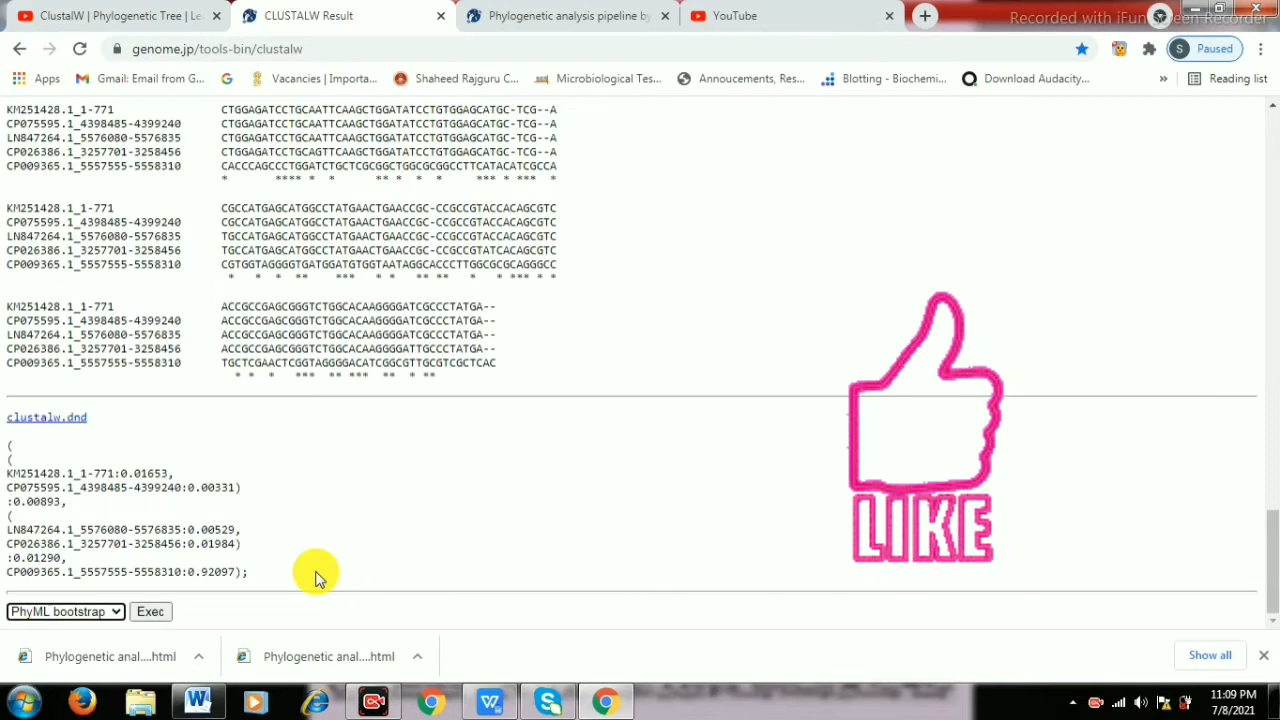 ClustalW | Phylogenetic Tree | Le
CLUSTALW Result
Phylogenetic analysis pipeline by
YouTube
Recorded with iFun Screen Recorder
genome.jp/tools-bin/clustalw
S Paused
Apps
Gmail: Email from G...
Vacancies | Importa...
Shaheed Rajguru C...
Microbiological Tes...
Annoucements, Res...
Blotting - Biochemi...
Download Audacity...
»
Reading list
KM251428.1_1-771 CTGGAGATCCTGCAATTCAAGCTGGATATCCTGTGGAGCATGC-TCG--A
CP075595.1_4398485-4399240 CTGGAGATCCTGCAATTCAAGCTGGATATCCTGTGGAGCATGC-TCG--A
LN847264.1_5576080-5576835 CTGGAGATCCTGCAATTCAAGCTGGATATCCTGTGGAGCATGC-TCG--A
CP026386.1_3257701-3258456 CTGGAGATCCTGCAGTTCAAGCTGGATATCCTGTGGAGCATGC-TCG--A
CP009365.1_5557555-5558310 CACCCAGCCCTGGATCTGCTCGCGGCTGGCGCGGCCTTCATACATCGCCA
* **** * * ** * * * *** * *** *
KM251428.1_1-771 CGCCATGAGCATGGCCTATGAACTGAACCGC-CCGCCGTACCACAGCGTC
CP075595.1_4398485-4399240 CGCCATGAGCATGGCCTATGAACTGAACCGC-CCGCCGTACCACAGCGTC
LN847264.1_5576080-5576835 TGCCATGAGCATGGCCTATGAACTGAACCGC-CCGCCGTACCACAGCGTC
CP026386.1_3257701-3258456 TGCCATGAGCATGGCCTATGAACTGAACCGC-CCGCCGTATCACAGCGTC
CP009365.1_5557555-5558310 CGTGGTAGGGGTGATGGATGTGGTAATAGGCACCCTTGGCGCGCAGGGCC
* * * ** *** * * ** ** * * *** * *
KM251428.1_1-771 ACCGCCGAGCGGGTCTGGCACAAGGGGATCGCCCTATGA--
CP075595.1_4398485-4399240 ACCGCCGAGCGGGTCTGGCACAAGGGGATCGCCCTATGA--
LN847264.1_5576080-5576835 ACCGCCGAGCGGGTCTGGCACAAGGGGATCGCCCTATGA--
CP026386.1_3257701-3258456 ACCGCCGAGCGGGTCTGGCACAAGGGGATTGCCCTATGA--
CP009365.1_5557555-5558310 TGCTCGAACTCGGTAGGGGACATCGGCGTTGCGTCGCTCAC
* * * *** ** *** ** * **
clustalw.dnd
(
(
KM251428.1_1-771:0.01653,
CP075595.1_4398485-4399240:0.00331)
:0.00893,
(
LN847264.1_5576080-5576835:0.00529,
CP026386.1_3257701-3258456:0.01984)
:0.01290,
CP009365.1_5557555-5558310:0.92097);
LIKE
PhyML bootstrap Exec
Phylogenetic anal....html
Phylogenetic anal....html
Show all
11:09 PM
7/8/2021